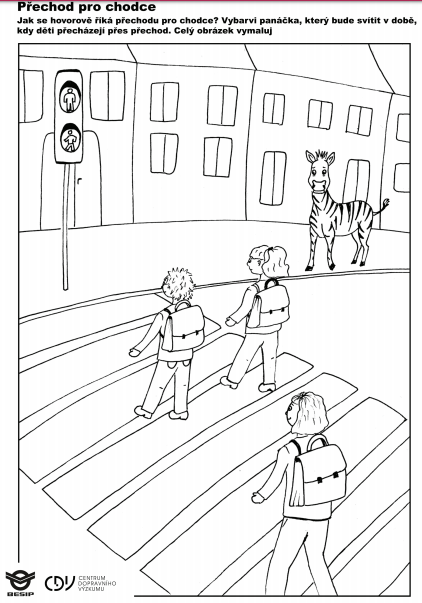 Přechod pro chodce
Jak se hovorově říká přechodu pro chodce? Vybarvi panáčka, který bude svítit v době,
kdy děti přecházejí přes přechod. Celý obrázek vymaluj
BESIP
CDV
CENTRUM
DOPRAVNÍHO
VÝZKUMU